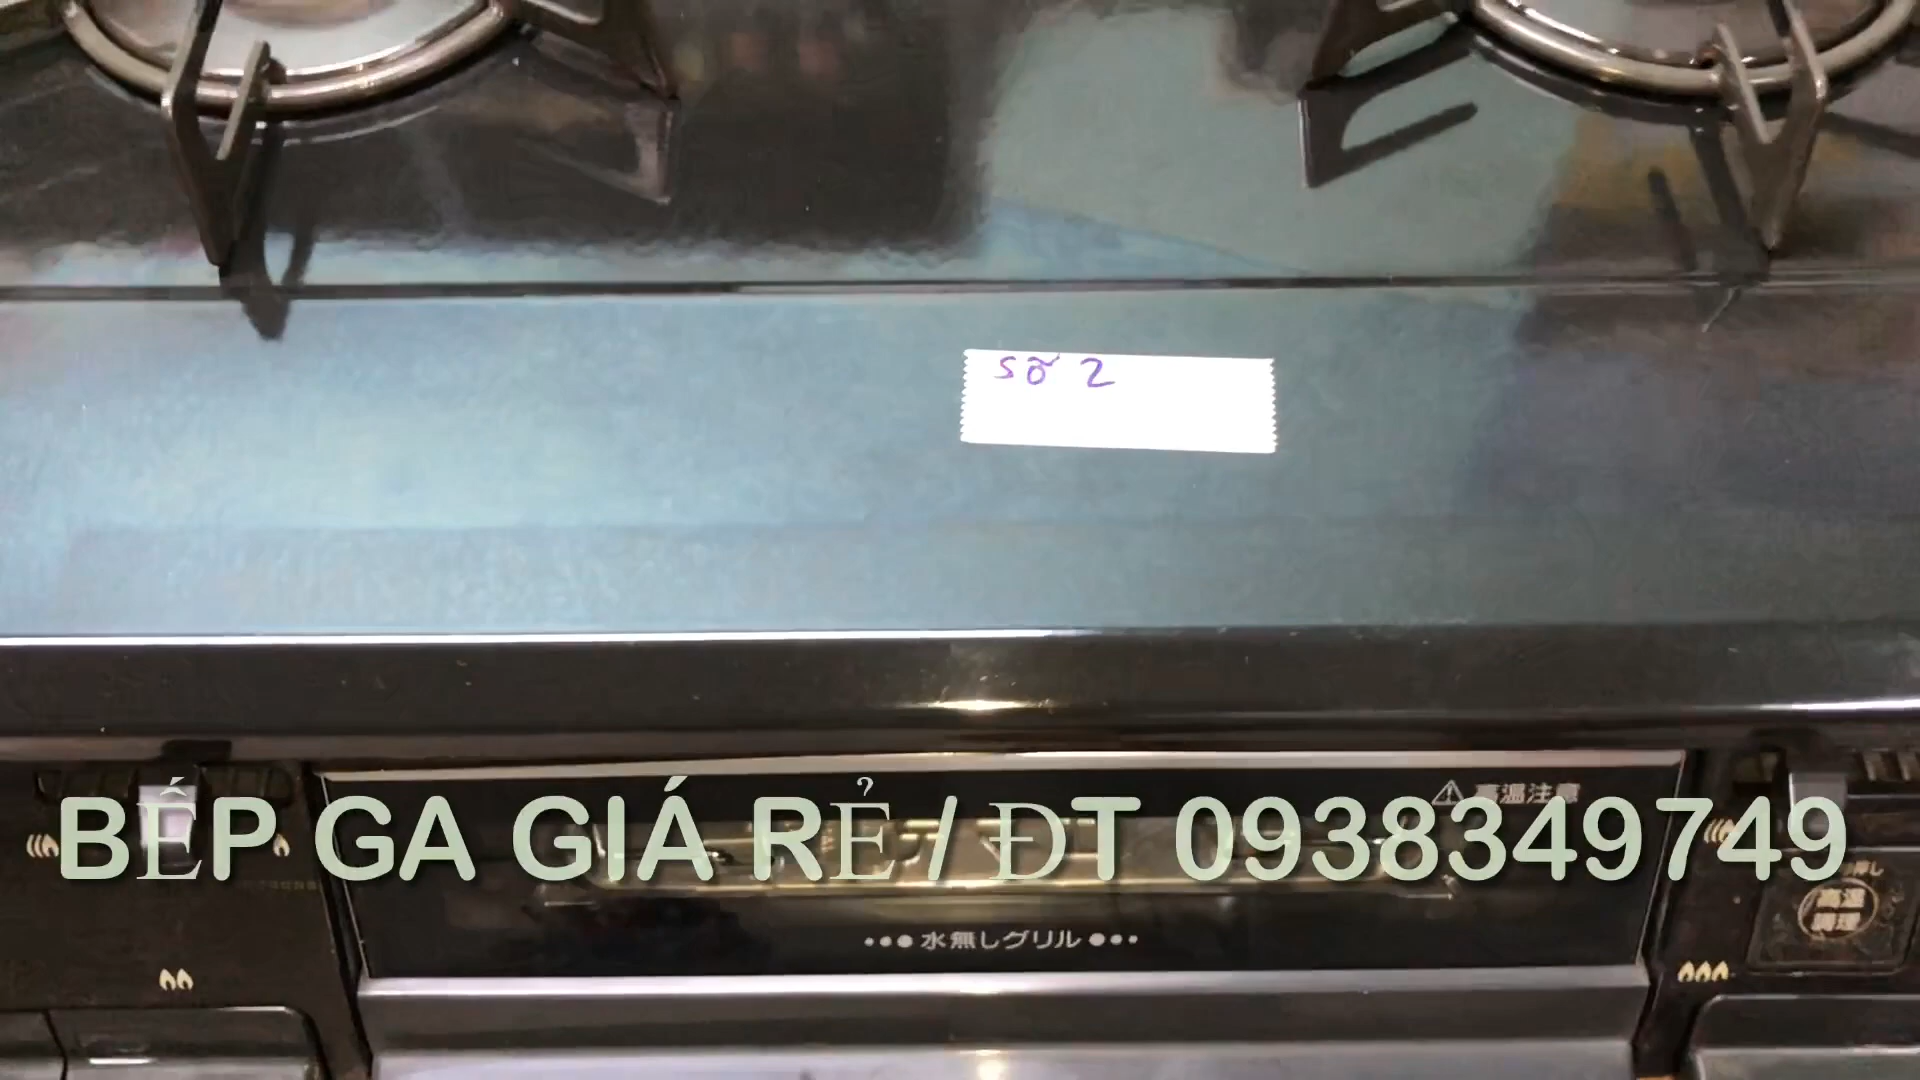 số 2
高温注意
BẾP GA GIÁ RẺ / ĐT 0938349749
高温
調理
•••水無しグリル•••